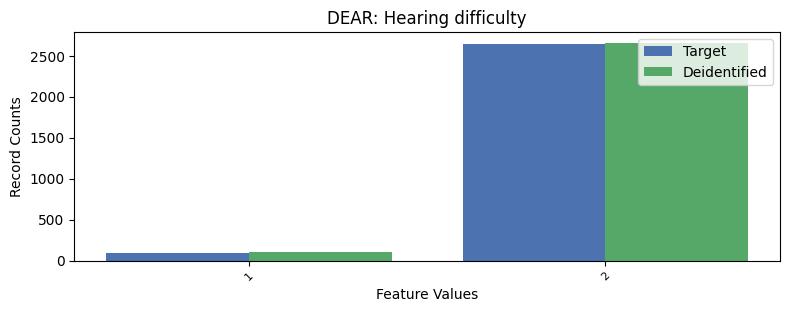 DEAR: Hearing difficulty
Target
Deidentified
Record Counts
2500
2000
1500
1000
500
0
1
2
Feature Values